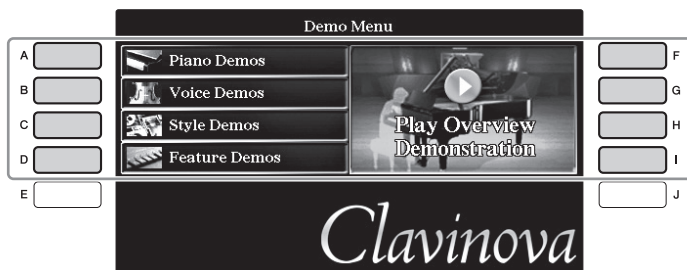 Demo Menu
A
Piano Demos
F
B
Voice Demos
G
C
Style Demos
Play Overview
H
D
Feature Demos
Demonstration
I
E
J
Clavinova